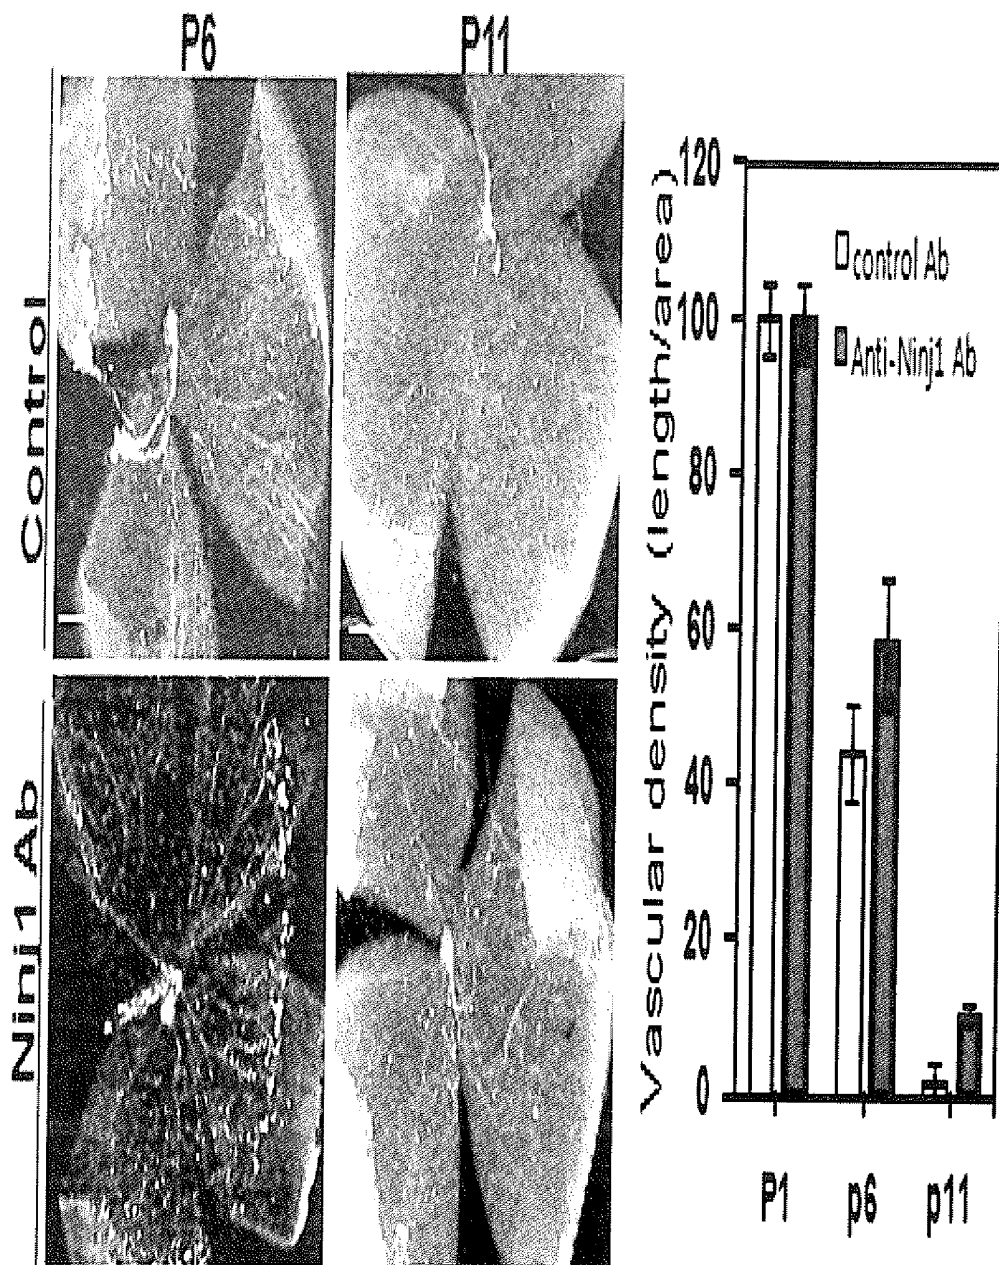 P6
P11
Control
Ninj1 Ab
Vascular density (length/area)
120
100
80
60
40
20
0
control Ab
Anti-Ninj1 Ab
P1
p6
p11